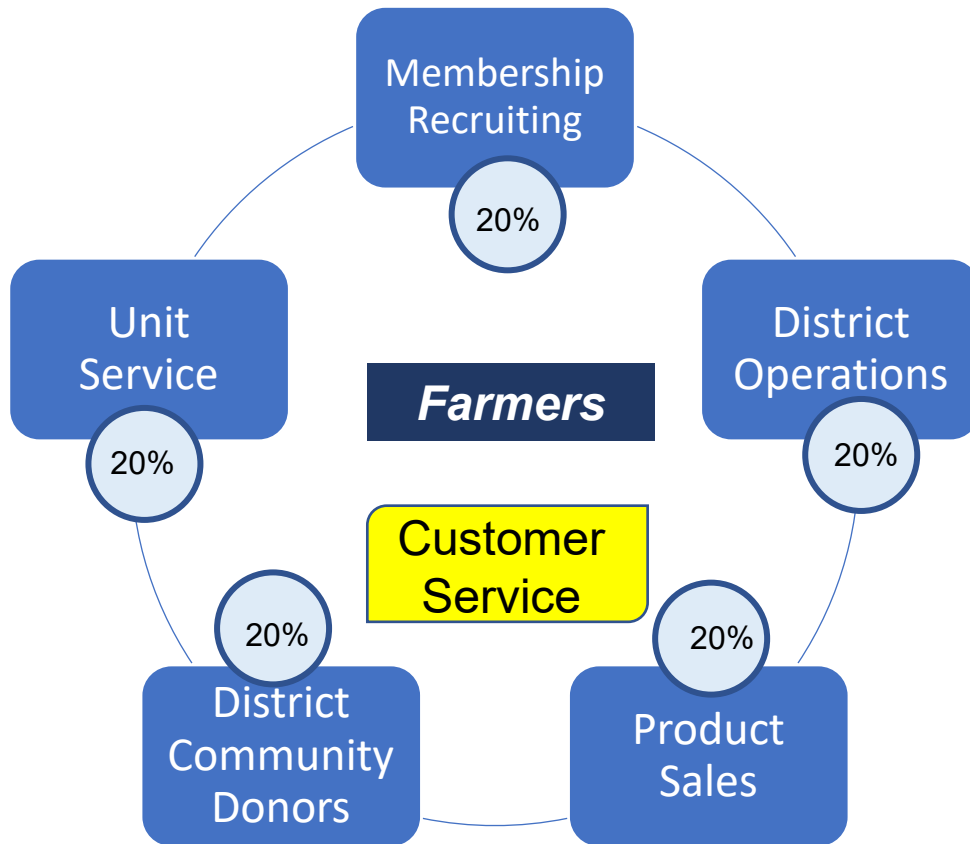 Membership
Recruiting
20%
Unit
Service
20%
District
Operations
20%
Farmers
Customer
Service
20%
District
Community
Donors
20%
Product
Sales